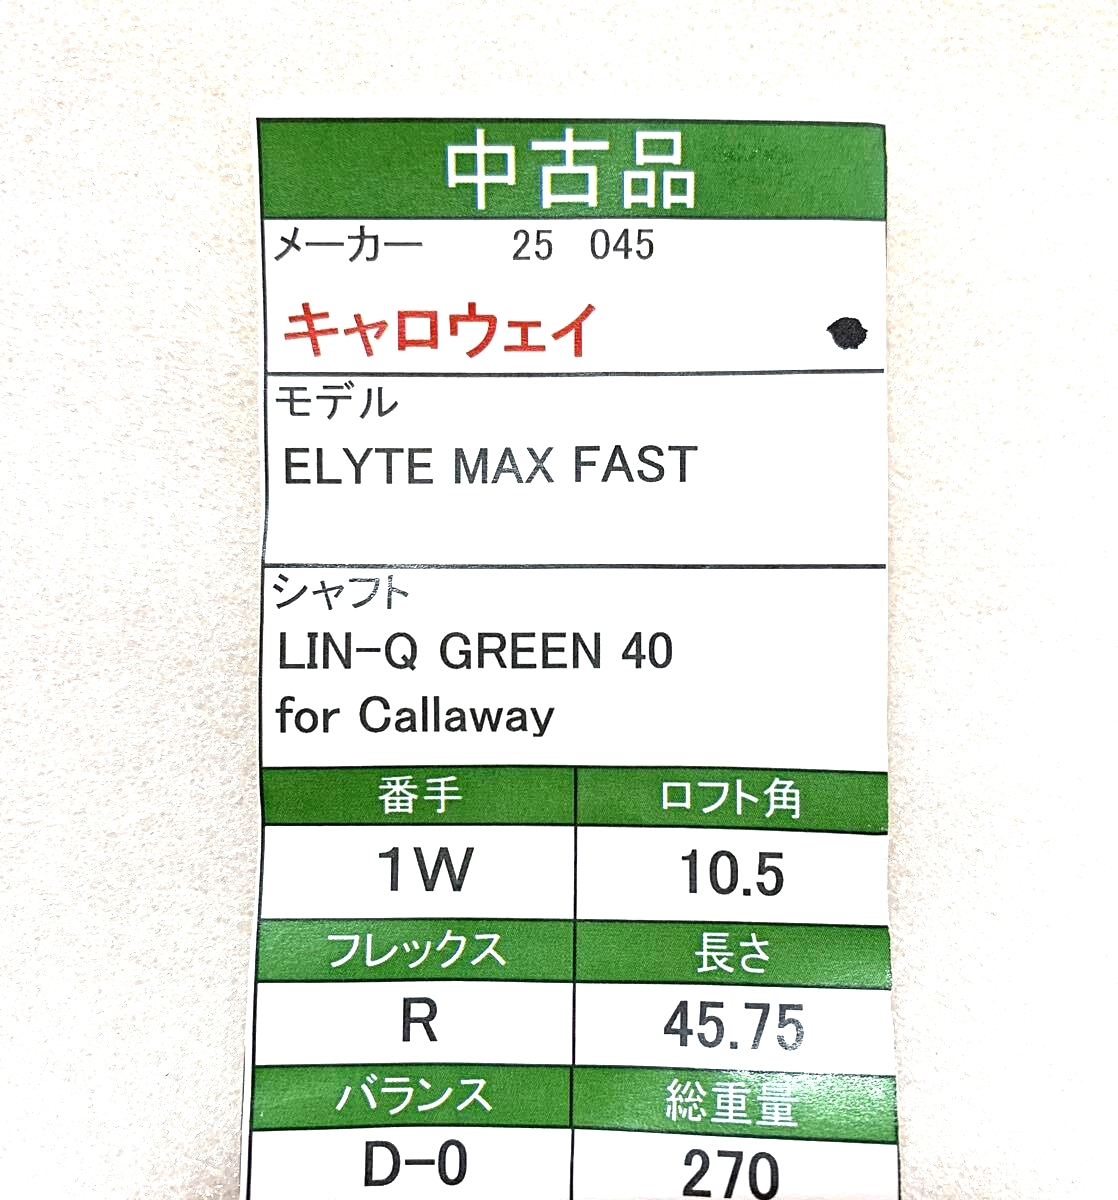 中古品
メーカー 25 045
キャロウェイ
モデル
ELYTE MAX FAST
シャフト
LIN-Q GREEN 40
for Callaway
番手 ロフト角
1W 10.5
フレックス 長さ
R 45.75
バランス 総重量
D-0 270